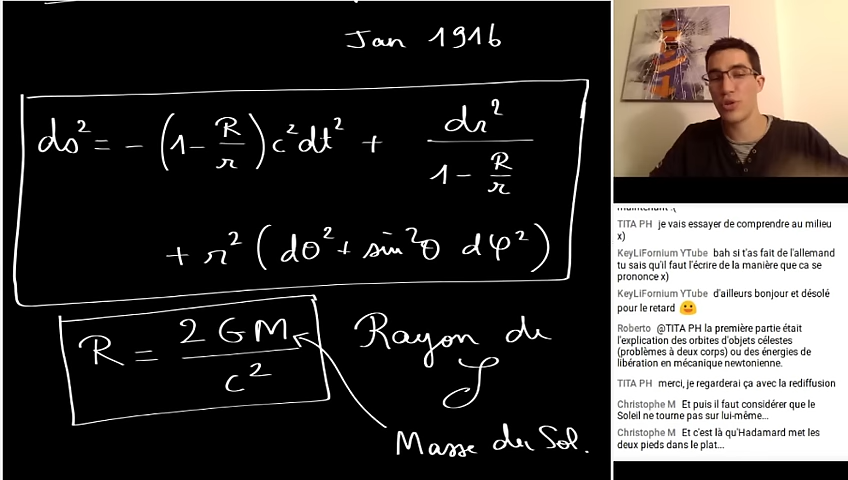 Jan 1916
ds² = - (1 - R/r) c² dt² + dr² / (1 - R/r)
+ r² (dθ² + sin²θ dφ²)
R = 2GM / c²
Rayon de
S
Masse du Sol.
maintenant :(
TITA PH je vais essayer de comprendre au milieu
x)
KeyLiFornium YTube bah si t'as fait de l'allemand
tu sais qu'il faut l'écrire de la manière que ca se
prononce x)
KeyLiFornium YTube d'ailleurs bonjour et désolé
pour le retard 🙂
Roberto @TITA PH la première partie était
l'explication des orbites d'objets célestes
(problèmes à deux corps) ou des énergies de
libération en mécanique newtonienne.
TITA PH merci, je regarderai ça avec la rediffusion
Christophe M Et puis il faut considérer que le
Soleil ne tourne pas sur lui-même...
Christophe M Et c'est là qu'Hadamard met les
deux pieds dans le plat...